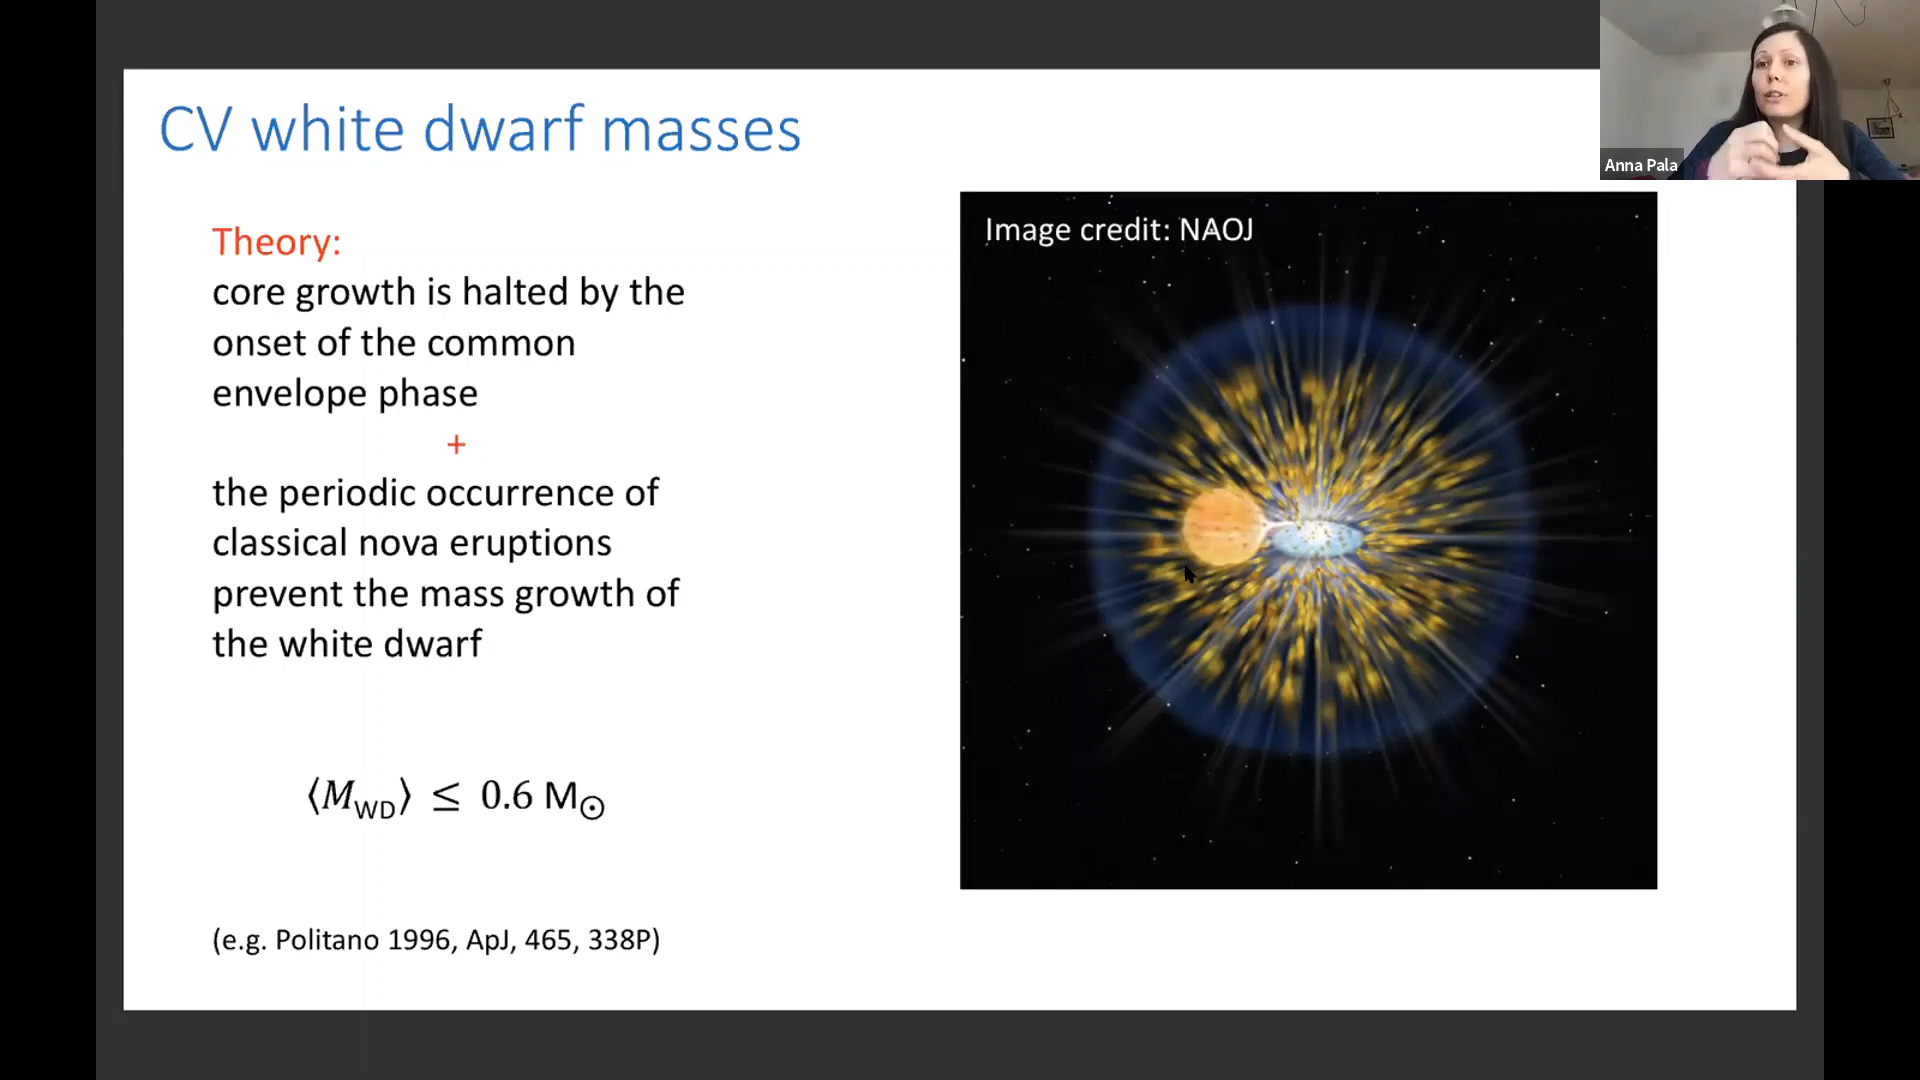 CV white dwarf masses
Anna Pala
Theory:
core growth is halted by the
onset of the common
envelope phase
+
the periodic occurrence of
classical nova eruptions
prevent the mass growth of
the white dwarf
⟨M_WD⟩ ≤ 0.6 M_⊙
(e.g. Politano 1996, ApJ, 465, 338P)
Image credit: NAOJ